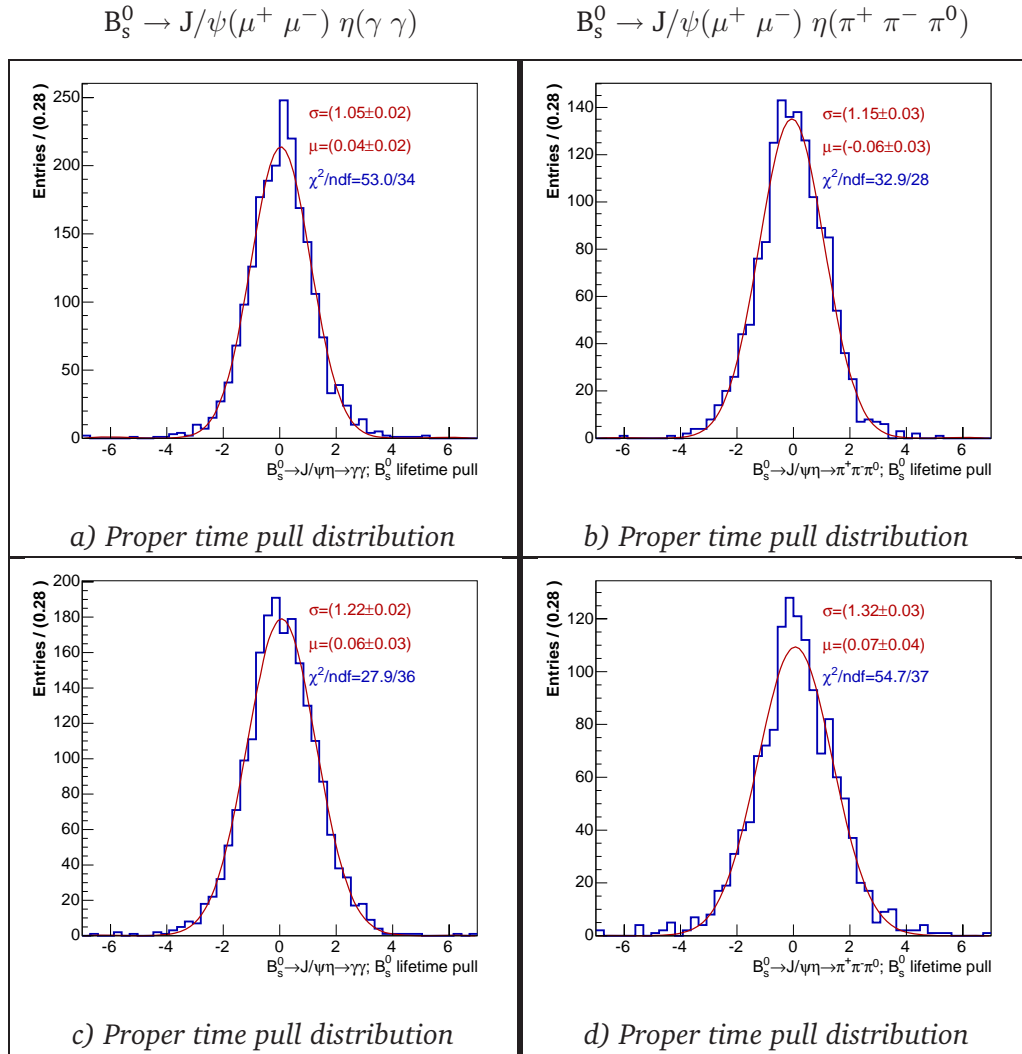 B⁰ₛ → J/ψ(μ⁺ μ⁻) η(γ γ)
B⁰ₛ → J/ψ(μ⁺ μ⁻) η(π⁺ π⁻ π⁰)
Entries / (0.28 )
250
200
150
100
50
0
σ=(1.05±0.02)
μ=(0.04±0.02)
χ²/ndf=53.0/34
-6 -4 -2 0 2 4 6
B⁰ₛ→J/ψη→γγ; B⁰ₛ lifetime pull
a) Proper time pull distribution
Entries / (0.28 )
140
120
100
80
60
40
20
0
σ=(1.15±0.03)
μ=(-0.06±0.03)
χ²/ndf=32.9/28
-6 -4 -2 0 2 4 6
B⁰ₛ→J/ψη→π⁺π⁻π⁰; B⁰ₛ lifetime pull
b) Proper time pull distribution
Entries / (0.28 )
200
180
160
140
120
100
80
60
40
20
0
σ=(1.22±0.02)
μ=(0.06±0.03)
χ²/ndf=27.9/36
-6 -4 -2 0 2 4 6
B⁰ₛ→J/ψη→γγ; B⁰ₛ lifetime pull
c) Proper time pull distribution
Entries / (0.28 )
120
100
80
60
40
20
0
σ=(1.32±0.03)
μ=(0.07±0.04)
χ²/ndf=54.7/37
-6 -4 -2 0 2 4 6
B⁰ₛ→J/ψη→π⁺π⁻π⁰; B⁰ₛ lifetime pull
d) Proper time pull distribution